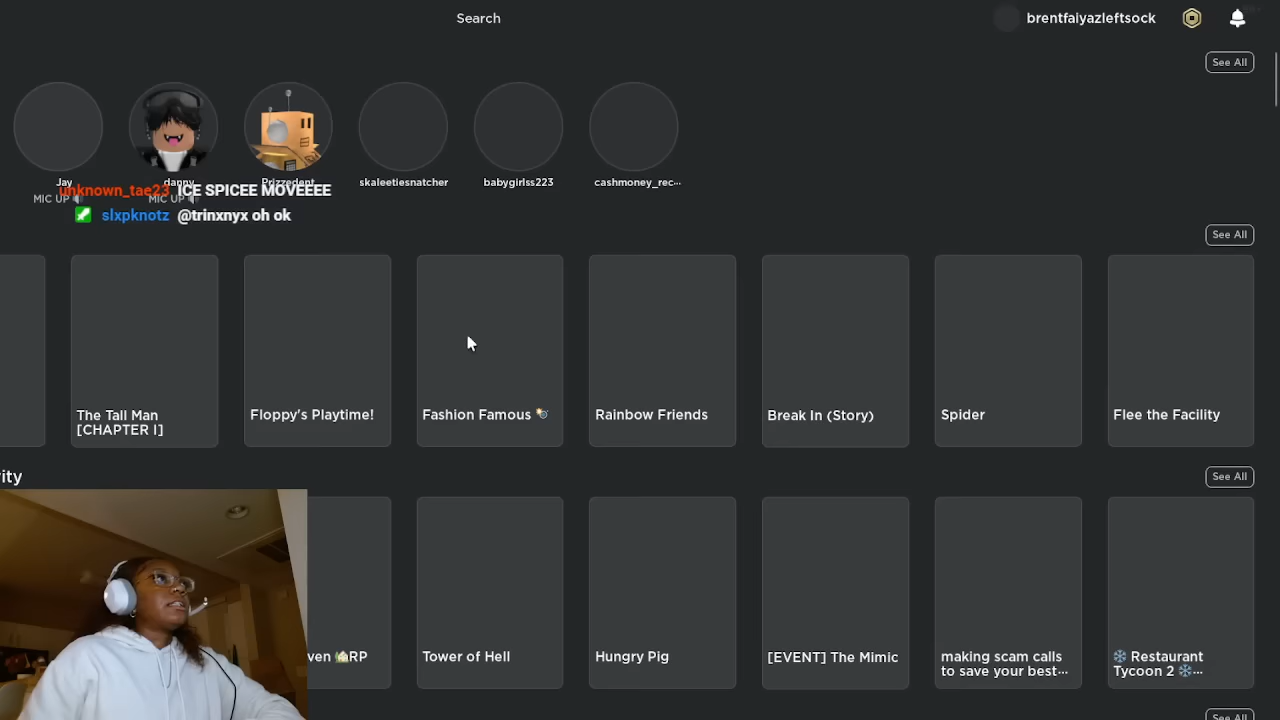 Search
brentfaiyazleftsock
See All
Jay
danny
Prizzedent
skaleetiesnatcher
babygirlss223
cashmoney_rec...
MIC UP
MIC UP
unknown_tae23 ICE SPICEE MOVEEEE
slxpknotz @trinxnyx oh ok
See All
The Tall Man
[CHAPTER I]
Floppy's Playtime!
Fashion Famous 💣
Rainbow Friends
Break In (Story)
Spider
Flee the Facility
ity
See All
ven 🏡RP
Tower of Hell
Hungry Pig
[EVENT] The Mimic
making scam calls
to save your best...
❄️ Restaurant
Tycoon 2 ❄️...
See All